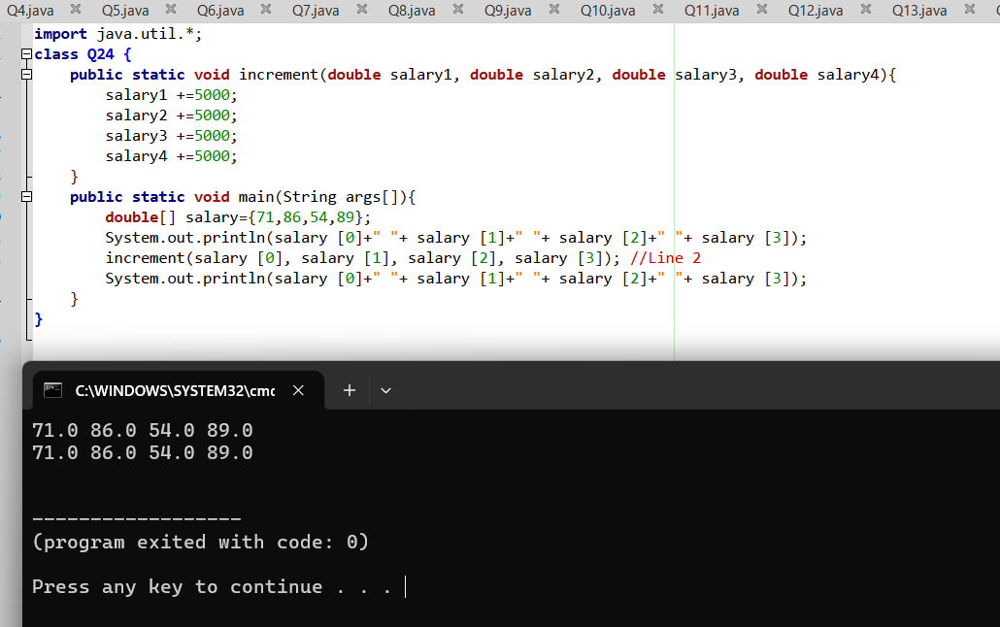 Q4.java Q5.java Q6.java Q7.java Q8.java Q9.java Q10.java Q11.java Q12.java Q13.java
import java.util.*;
class Q24 {
    public static void increment(double salary1, double salary2, double salary3, double salary4){
        salary1 +=5000;
        salary2 +=5000;
        salary3 +=5000;
        salary4 +=5000;
    }
    public static void main(String args[]){
        double[] salary={71,86,54,89};
        System.out.println(salary [0]+" "+ salary [1]+" "+ salary [2]+" "+ salary [3]);
        increment(salary [0], salary [1], salary [2], salary [3]); //Line 2
        System.out.println(salary [0]+" "+ salary [1]+" "+ salary [2]+" "+ salary [3]);
    }
}
C:\WINDOWS\SYSTEM32\cmc
71.0 86.0 54.0 89.0
71.0 86.0 54.0 89.0
------------------
(program exited with code: 0)
Press any key to continue . . .